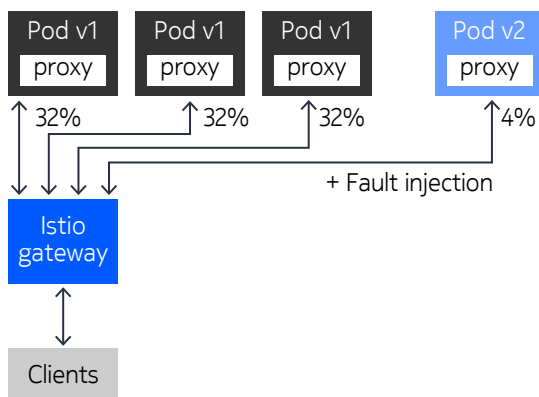 Pod v1
proxy
Pod v1
proxy
Pod v1
proxy
Pod v2
proxy
32%
32%
32%
4%
+ Fault injection
Istio
gateway
Clients